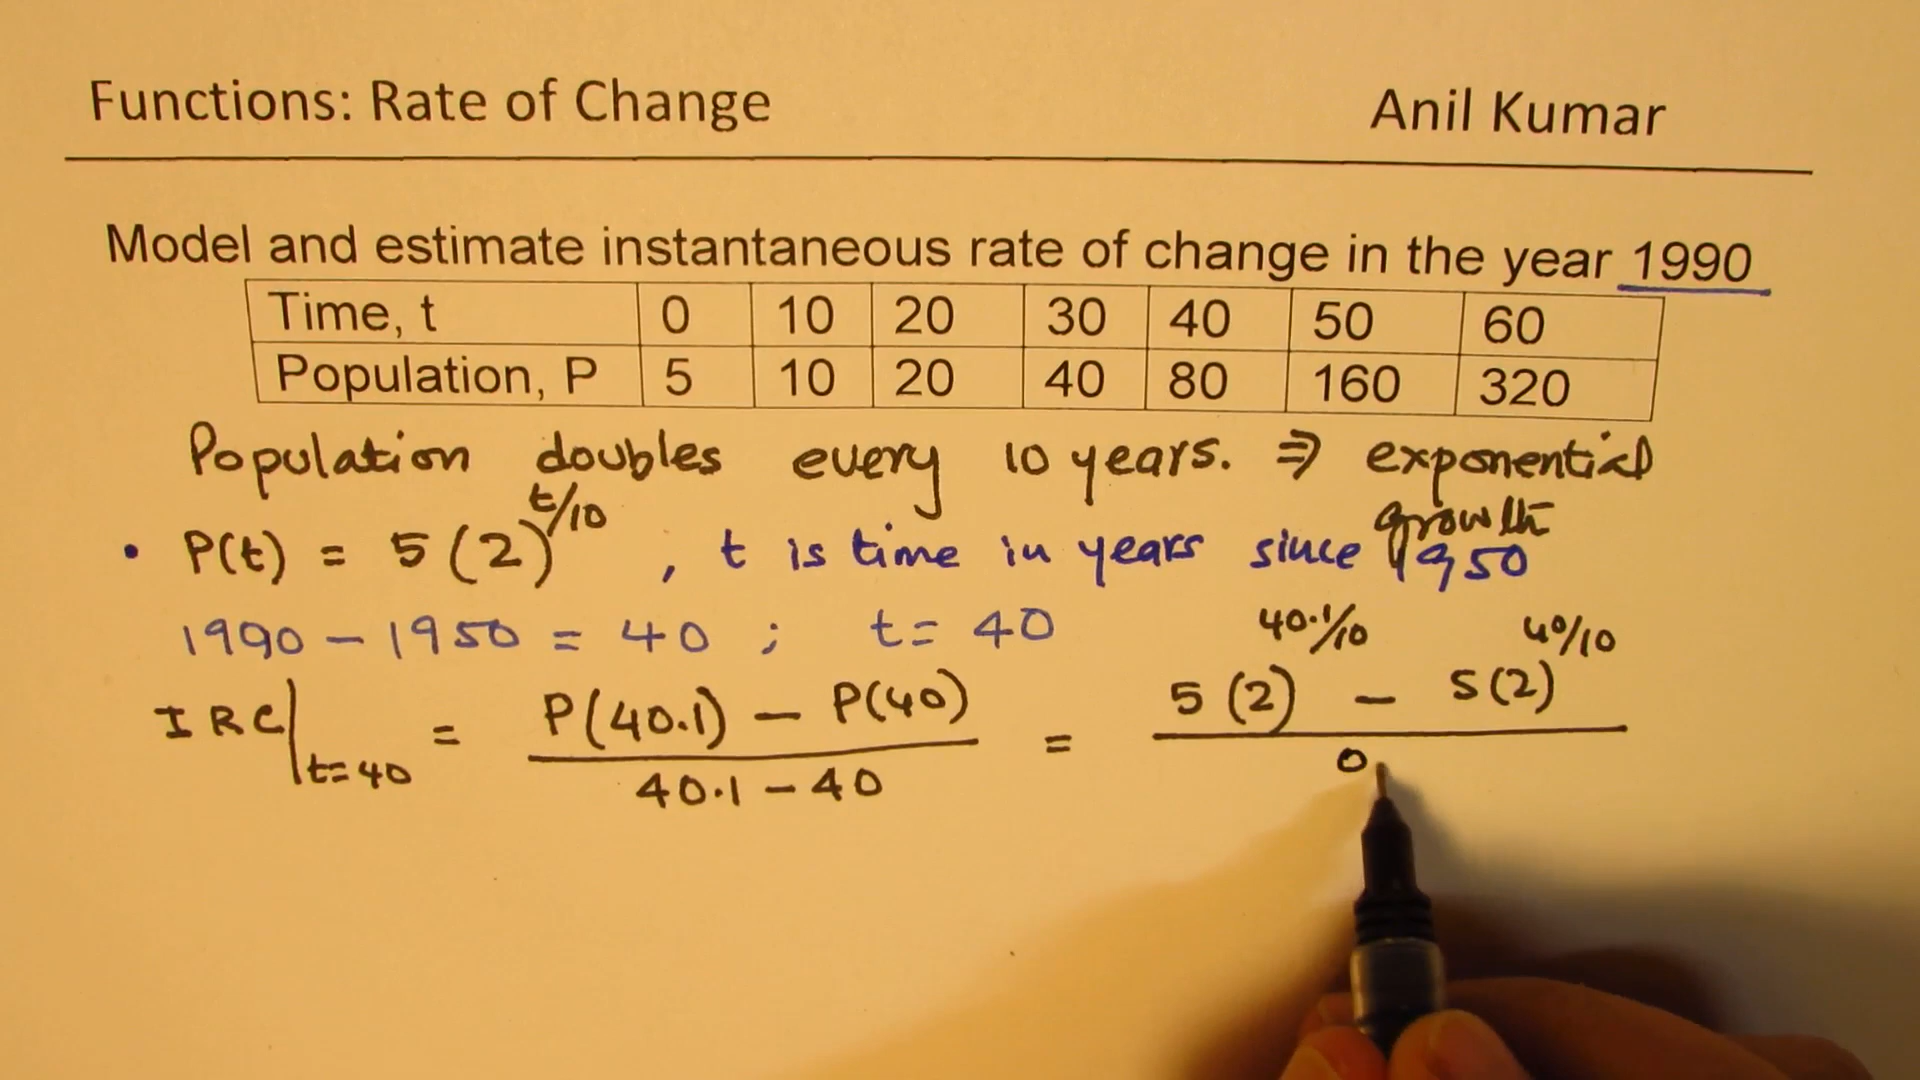 Functions: Rate of Change Anil Kumar
Model and estimate instantaneous rate of change in the year 1990
Time, t 0 10 20 30 40 50 60
Population, P 5 10 20 40 80 160 320
Population doubles every 10 years. ⇒ exponential growth
• P(t) = 5(2)^t/10 , t is time in years since 1950
1990 - 1950 = 40 ; t = 40
IRC|t=40 = P(40.1) - P(40) / 40.1 - 40 = 5(2)^40.1/10 - 5(2)^40/10 / 0